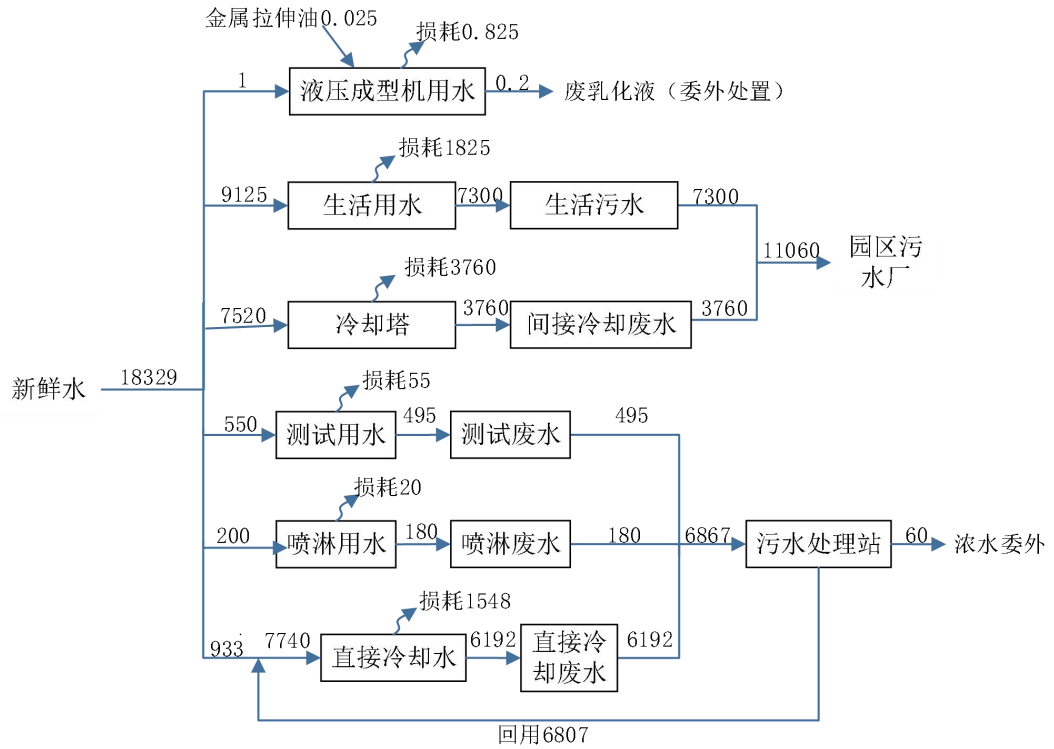 金属拉伸油0.025
损耗0.825
1
液压成型机用水
0.2
废乳化液（委外处置）
损耗1825
9125
生活用水
7300
生活污水
7300
11060
园区污
水厂
损耗3760
7520
冷却塔
3760
间接冷却废水
3760
新鲜水
18329
损耗55
550
测试用水
495
测试废水
495
损耗20
200
喷淋用水
180
喷淋废水
180
6867
污水处理站
60
浓水委外
损耗1548
933
7740
直接冷却水
6192
直接冷
却废水
6192
回用6807